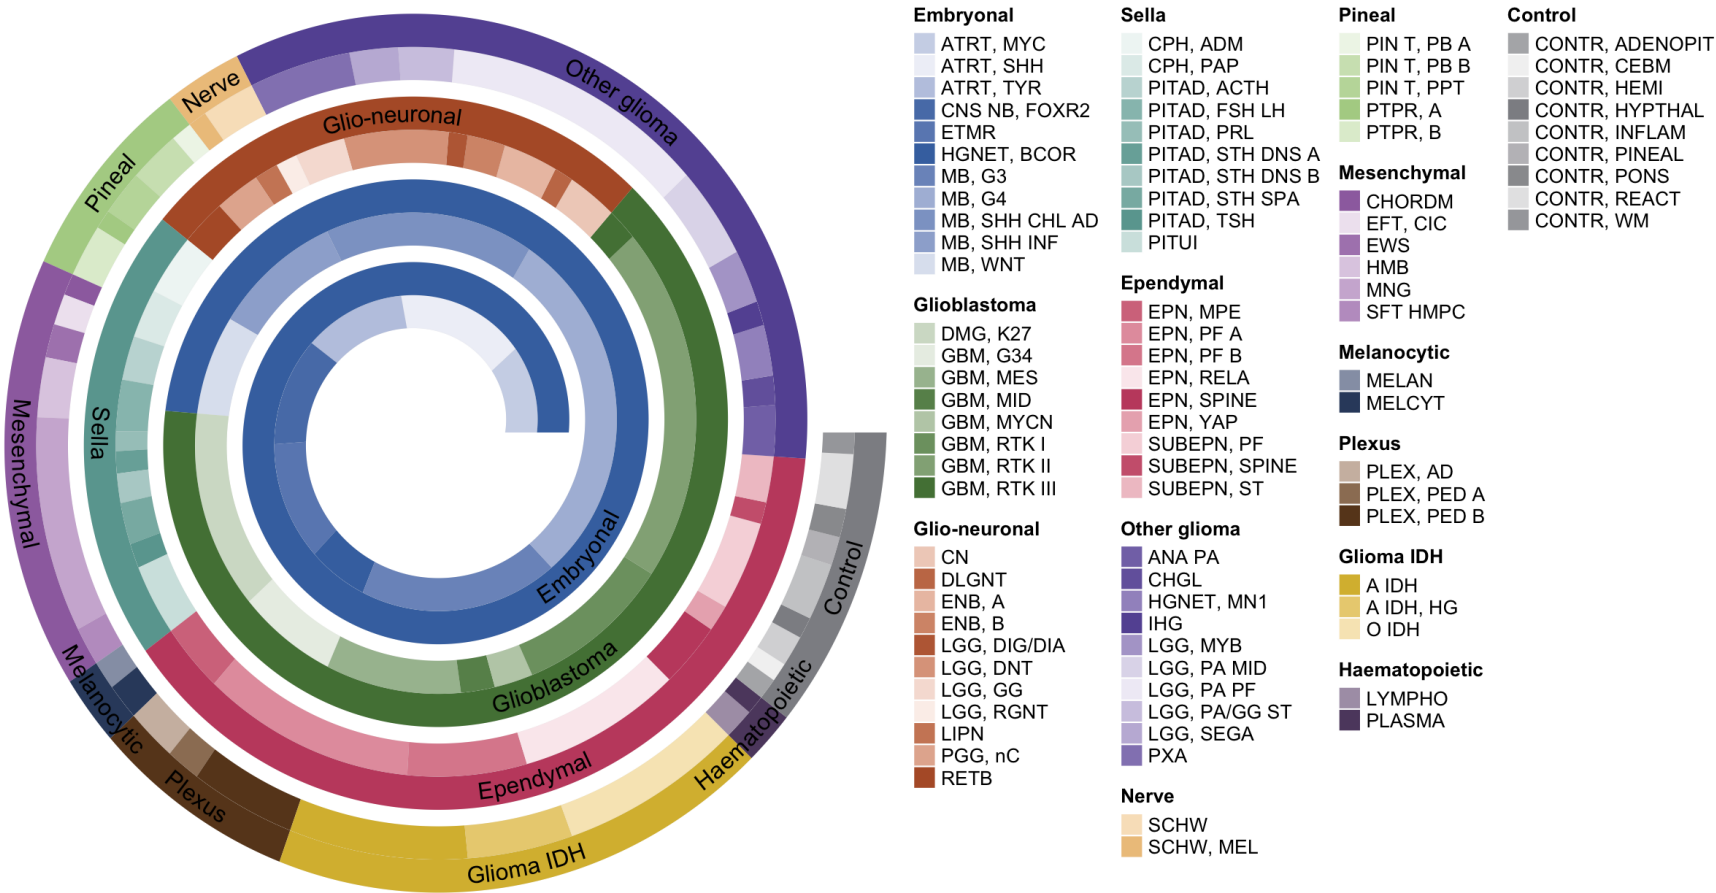 Other glioma
Nerve
Glio-neuronal
Pineal
Sella
Mesenchymal
Embryonal
Control
Glioblastoma
Melanocytic
Haematopoietic
Ependymal
Plexus
Glioma IDH
Embryonal
ATRT, MYC
ATRT, SHH
ATRT, TYR
CNS NB, FOXR2
ETMR
HGNET, BCOR
MB, G3
MB, G4
MB, SHH CHL AD
MB, SHH INF
MB, WNT
Glioblastoma
DMG, K27
GBM, G34
GBM, MES
GBM, MID
GBM, MYCN
GBM, RTK I
GBM, RTK II
GBM, RTK III
Glio-neuronal
CN
DLGNT
ENB, A
ENB, B
LGG, DIG/DIA
LGG, DNT
LGG, GG
LGG, RGNT
LIPN
PGG, nC
RETB
Sella
CPH, ADM
CPH, PAP
PITAD, ACTH
PITAD, FSH LH
PITAD, PRL
PITAD, STH DNS A
PITAD, STH DNS B
PITAD, STH SPA
PITAD, TSH
PITUI
Ependymal
EPN, MPE
EPN, PF A
EPN, PF B
EPN, RELA
EPN, SPINE
EPN, YAP
SUBEPN, PF
SUBEPN, SPINE
SUBEPN, ST
Other glioma
ANA PA
CHGL
HGNET, MN1
IHG
LGG, MYB
LGG, PA MID
LGG, PA PF
LGG, PA/GG ST
LGG, SEGA
PXA
Nerve
SCHW
SCHW, MEL
Pineal
PIN T, PB A
PIN T, PB B
PIN T, PPT
PTPR, A
PTPR, B
Mesenchymal
CHORDM
EFT, CIC
EWS
HMB
MNG
SFT HMPC
Melanocytic
MELAN
MELCYT
Plexus
PLEX, AD
PLEX, PED A
PLEX, PED B
Glioma IDH
A IDH
A IDH, HG
O IDH
Haematopoietic
LYMPHO
PLASMA
Control
CONTR, ADENOPIT
CONTR, CEBM
CONTR, HEMI
CONTR, HYPTHAL
CONTR, INFLAM
CONTR, PINEAL
CONTR, PONS
CONTR, REACT
CONTR, WM